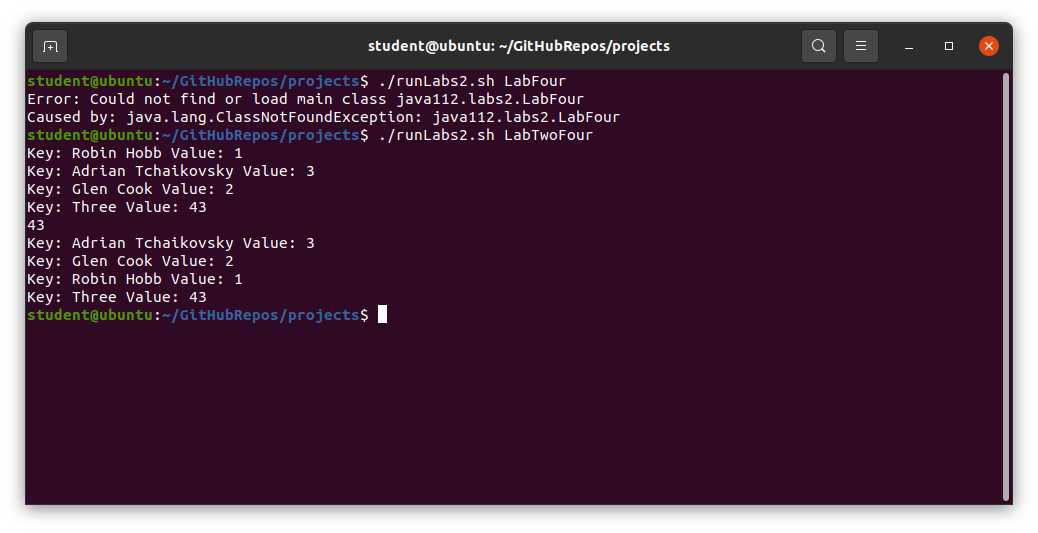 student@ubuntu: ~/GitHubRepos/projects
student@ubuntu:~/GitHubRepos/projects$ ./runLabs2.sh LabFour
Error: Could not find or load main class java112.labs2.LabFour
Caused by: java.lang.ClassNotFoundException: java112.labs2.LabFour
student@ubuntu:~/GitHubRepos/projects$ ./runLabs2.sh LabTwoFour
Key: Robin Hobb Value: 1
Key: Adrian Tchaikovsky Value: 3
Key: Glen Cook Value: 2
Key: Three Value: 43
43
Key: Adrian Tchaikovsky Value: 3
Key: Glen Cook Value: 2
Key: Robin Hobb Value: 1
Key: Three Value: 43
student@ubuntu:~/GitHubRepos/projects$